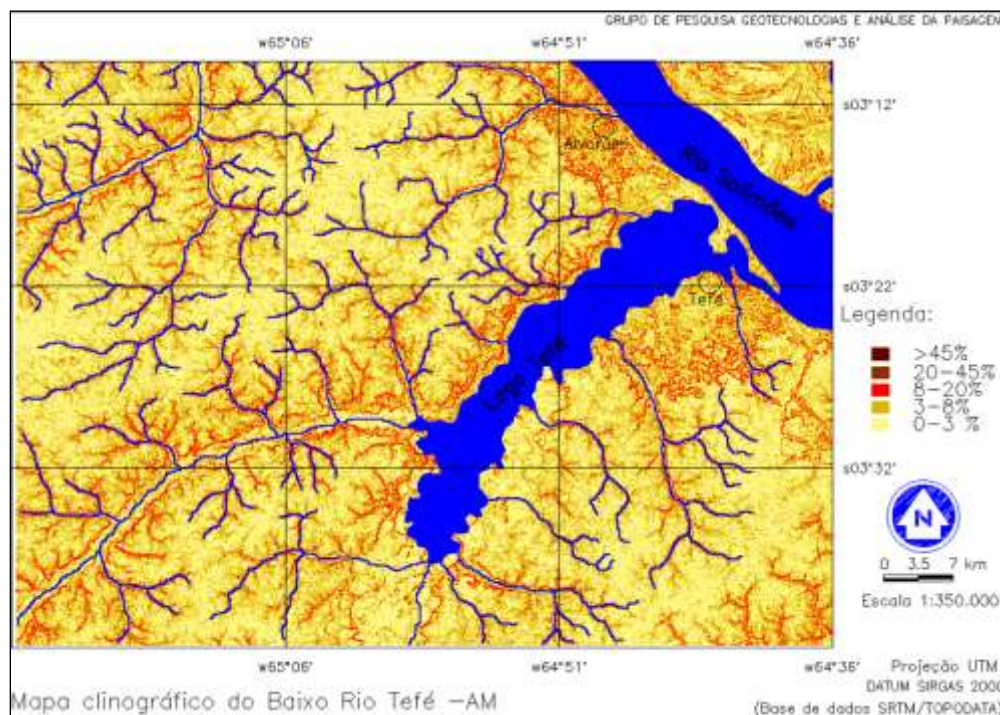 GRUPO DE PESQUISA GEOTECNOLOGIAS E ANÁLISE DA PAISAGEM
w65°06' w64°51' w64°36'
s03°12'
Alvarães
Rio Solimões
s03°22'
Tefé
Legenda:
Lago Tefé
>45%
20-45%
8-20%
3-8%
0-3 %
s03°32'
N
0 3.5 7 km
Escala 1:350.000
w65°06' w64°51' w64°36'
Projeção UTM
DATUM SIRGAS 2000
Mapa clinográfico do Baixo Rio Tefé -AM
(Base de dados SRTM/TOPODATA)